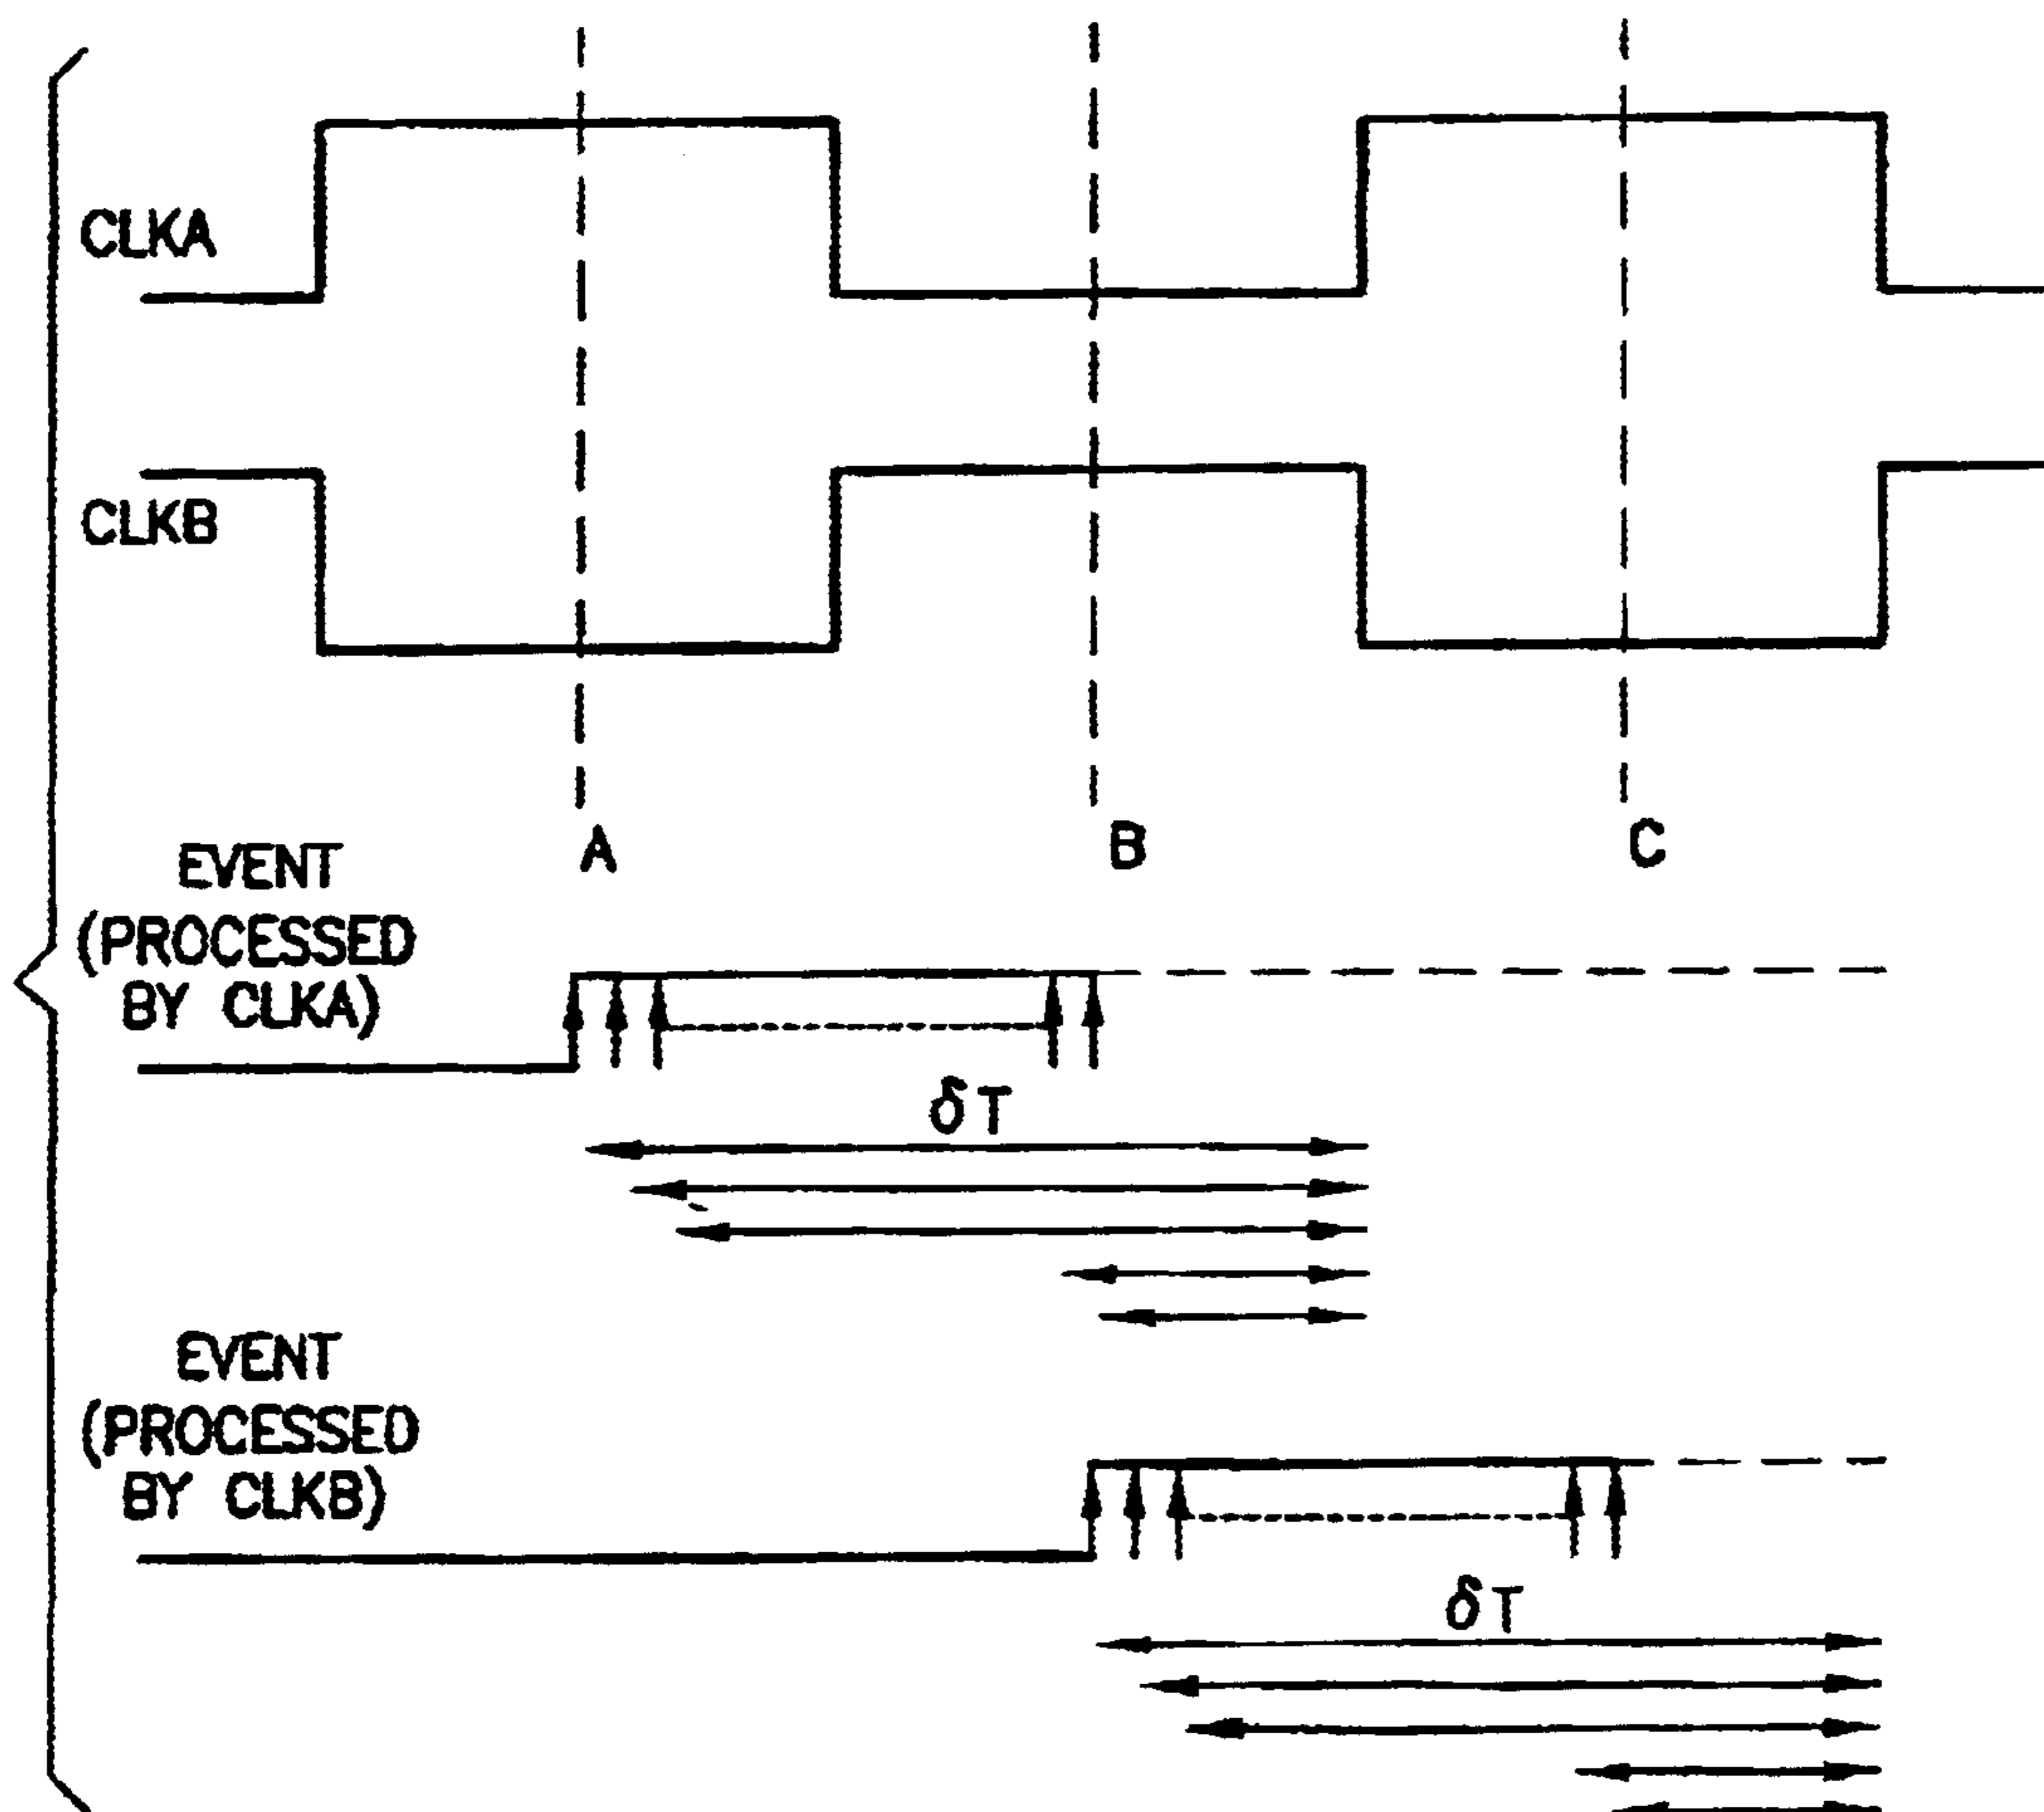 CLKA
CLKB
A
B
C
EVENT
(PROCESSED
BY CLKA)
δT
EVENT
(PROCESSED
BY CLKB)
δT